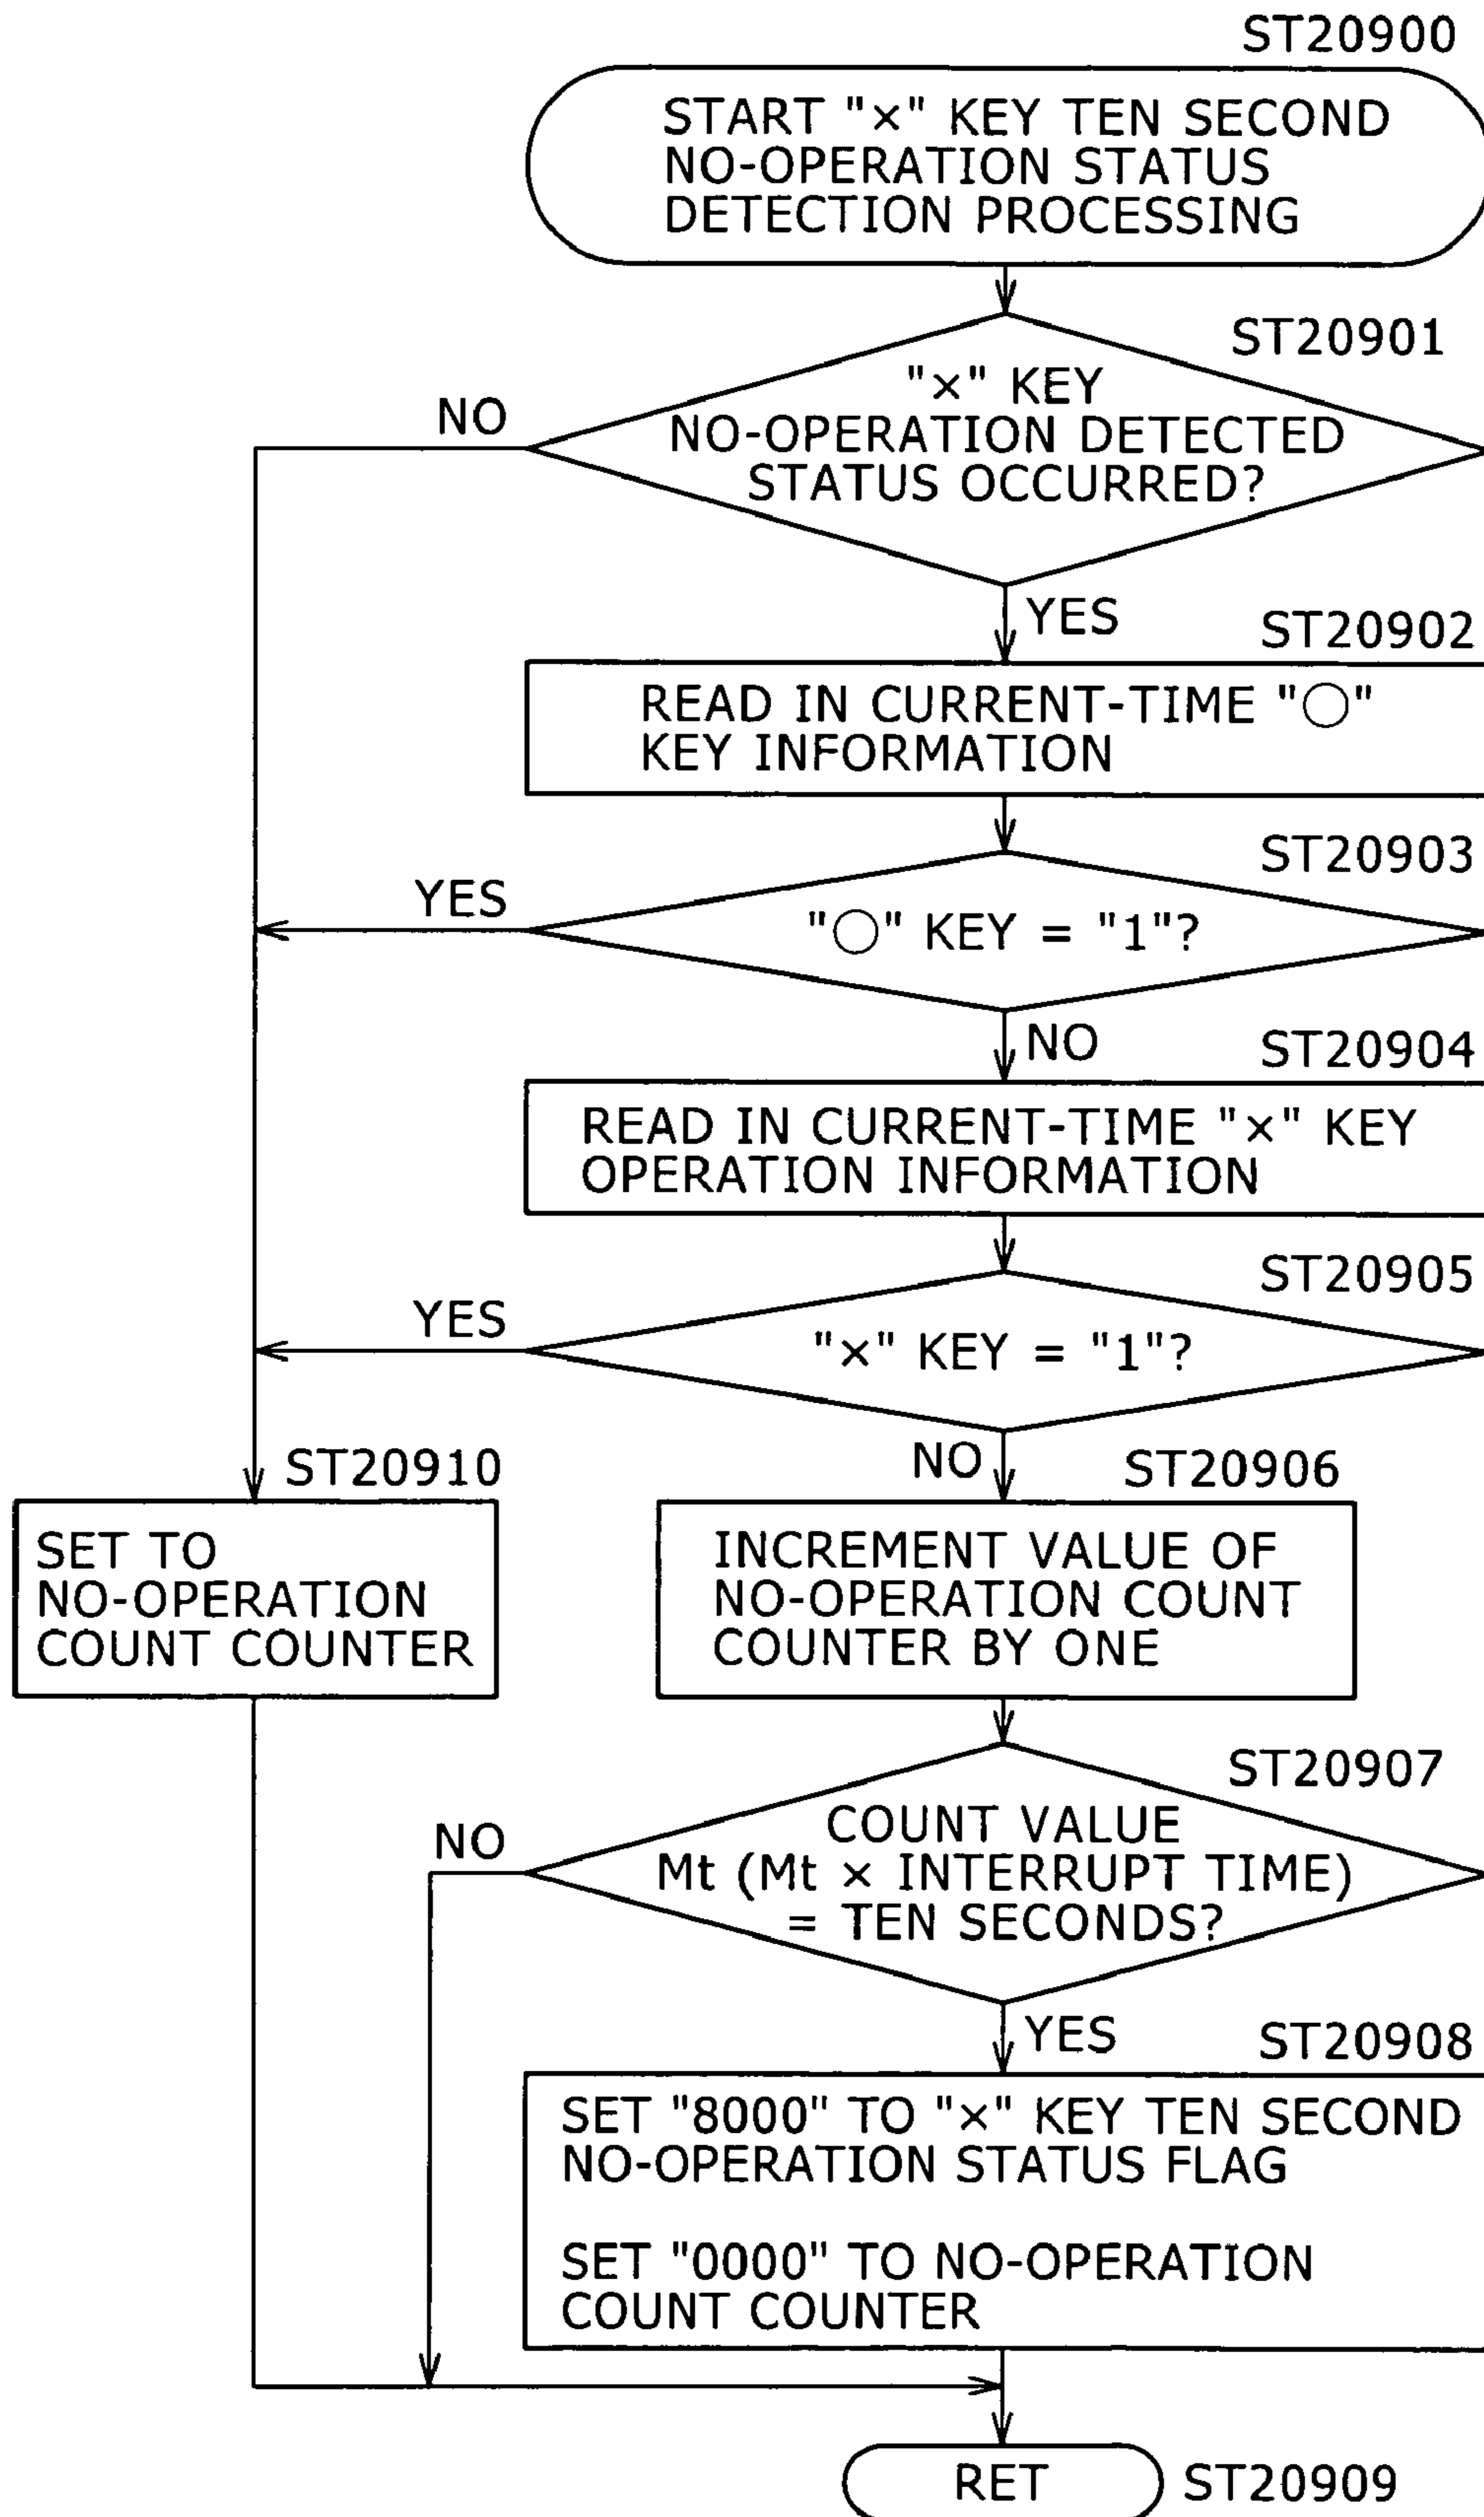 ST20900
START "×" KEY TEN SECOND
NO-OPERATION STATUS
DETECTION PROCESSING
ST20901
"×" KEY
NO-OPERATION DETECTED
STATUS OCCURRED?
NO
YES
ST20902
READ IN CURRENT-TIME "○"
KEY INFORMATION
ST20903
YES
"○" KEY = "1"?
NO
ST20904
READ IN CURRENT-TIME "×" KEY
OPERATION INFORMATION
ST20905
YES
"×" KEY = "1"?
NO
ST20910
ST20906
SET TO
NO-OPERATION
COUNT COUNTER
INCREMENT VALUE OF
NO-OPERATION COUNT
COUNTER BY ONE
ST20907
NO
COUNT VALUE
Mt (Mt × INTERRUPT TIME)
= TEN SECONDS?
YES
ST20908
SET "8000" TO "×" KEY TEN SECOND
NO-OPERATION STATUS FLAG
SET "0000" TO NO-OPERATION
COUNT COUNTER
RET
ST20909